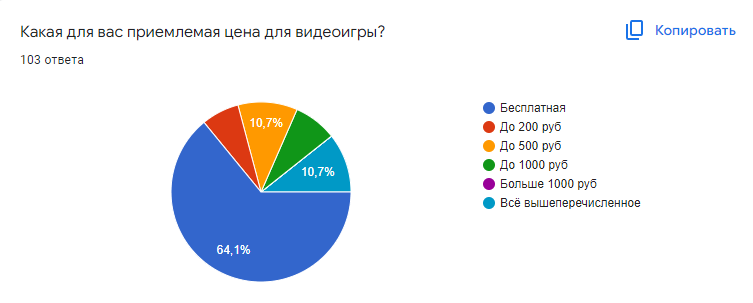 Какая для вас приемлемая цена для видеоигры?
Копировать
103 ответа
10,7%
10,7%
64,1%
Бесплатная
До 200 руб
До 500 руб
До 1000 руб
Больше 1000 руб
Всё вышеперечисленное